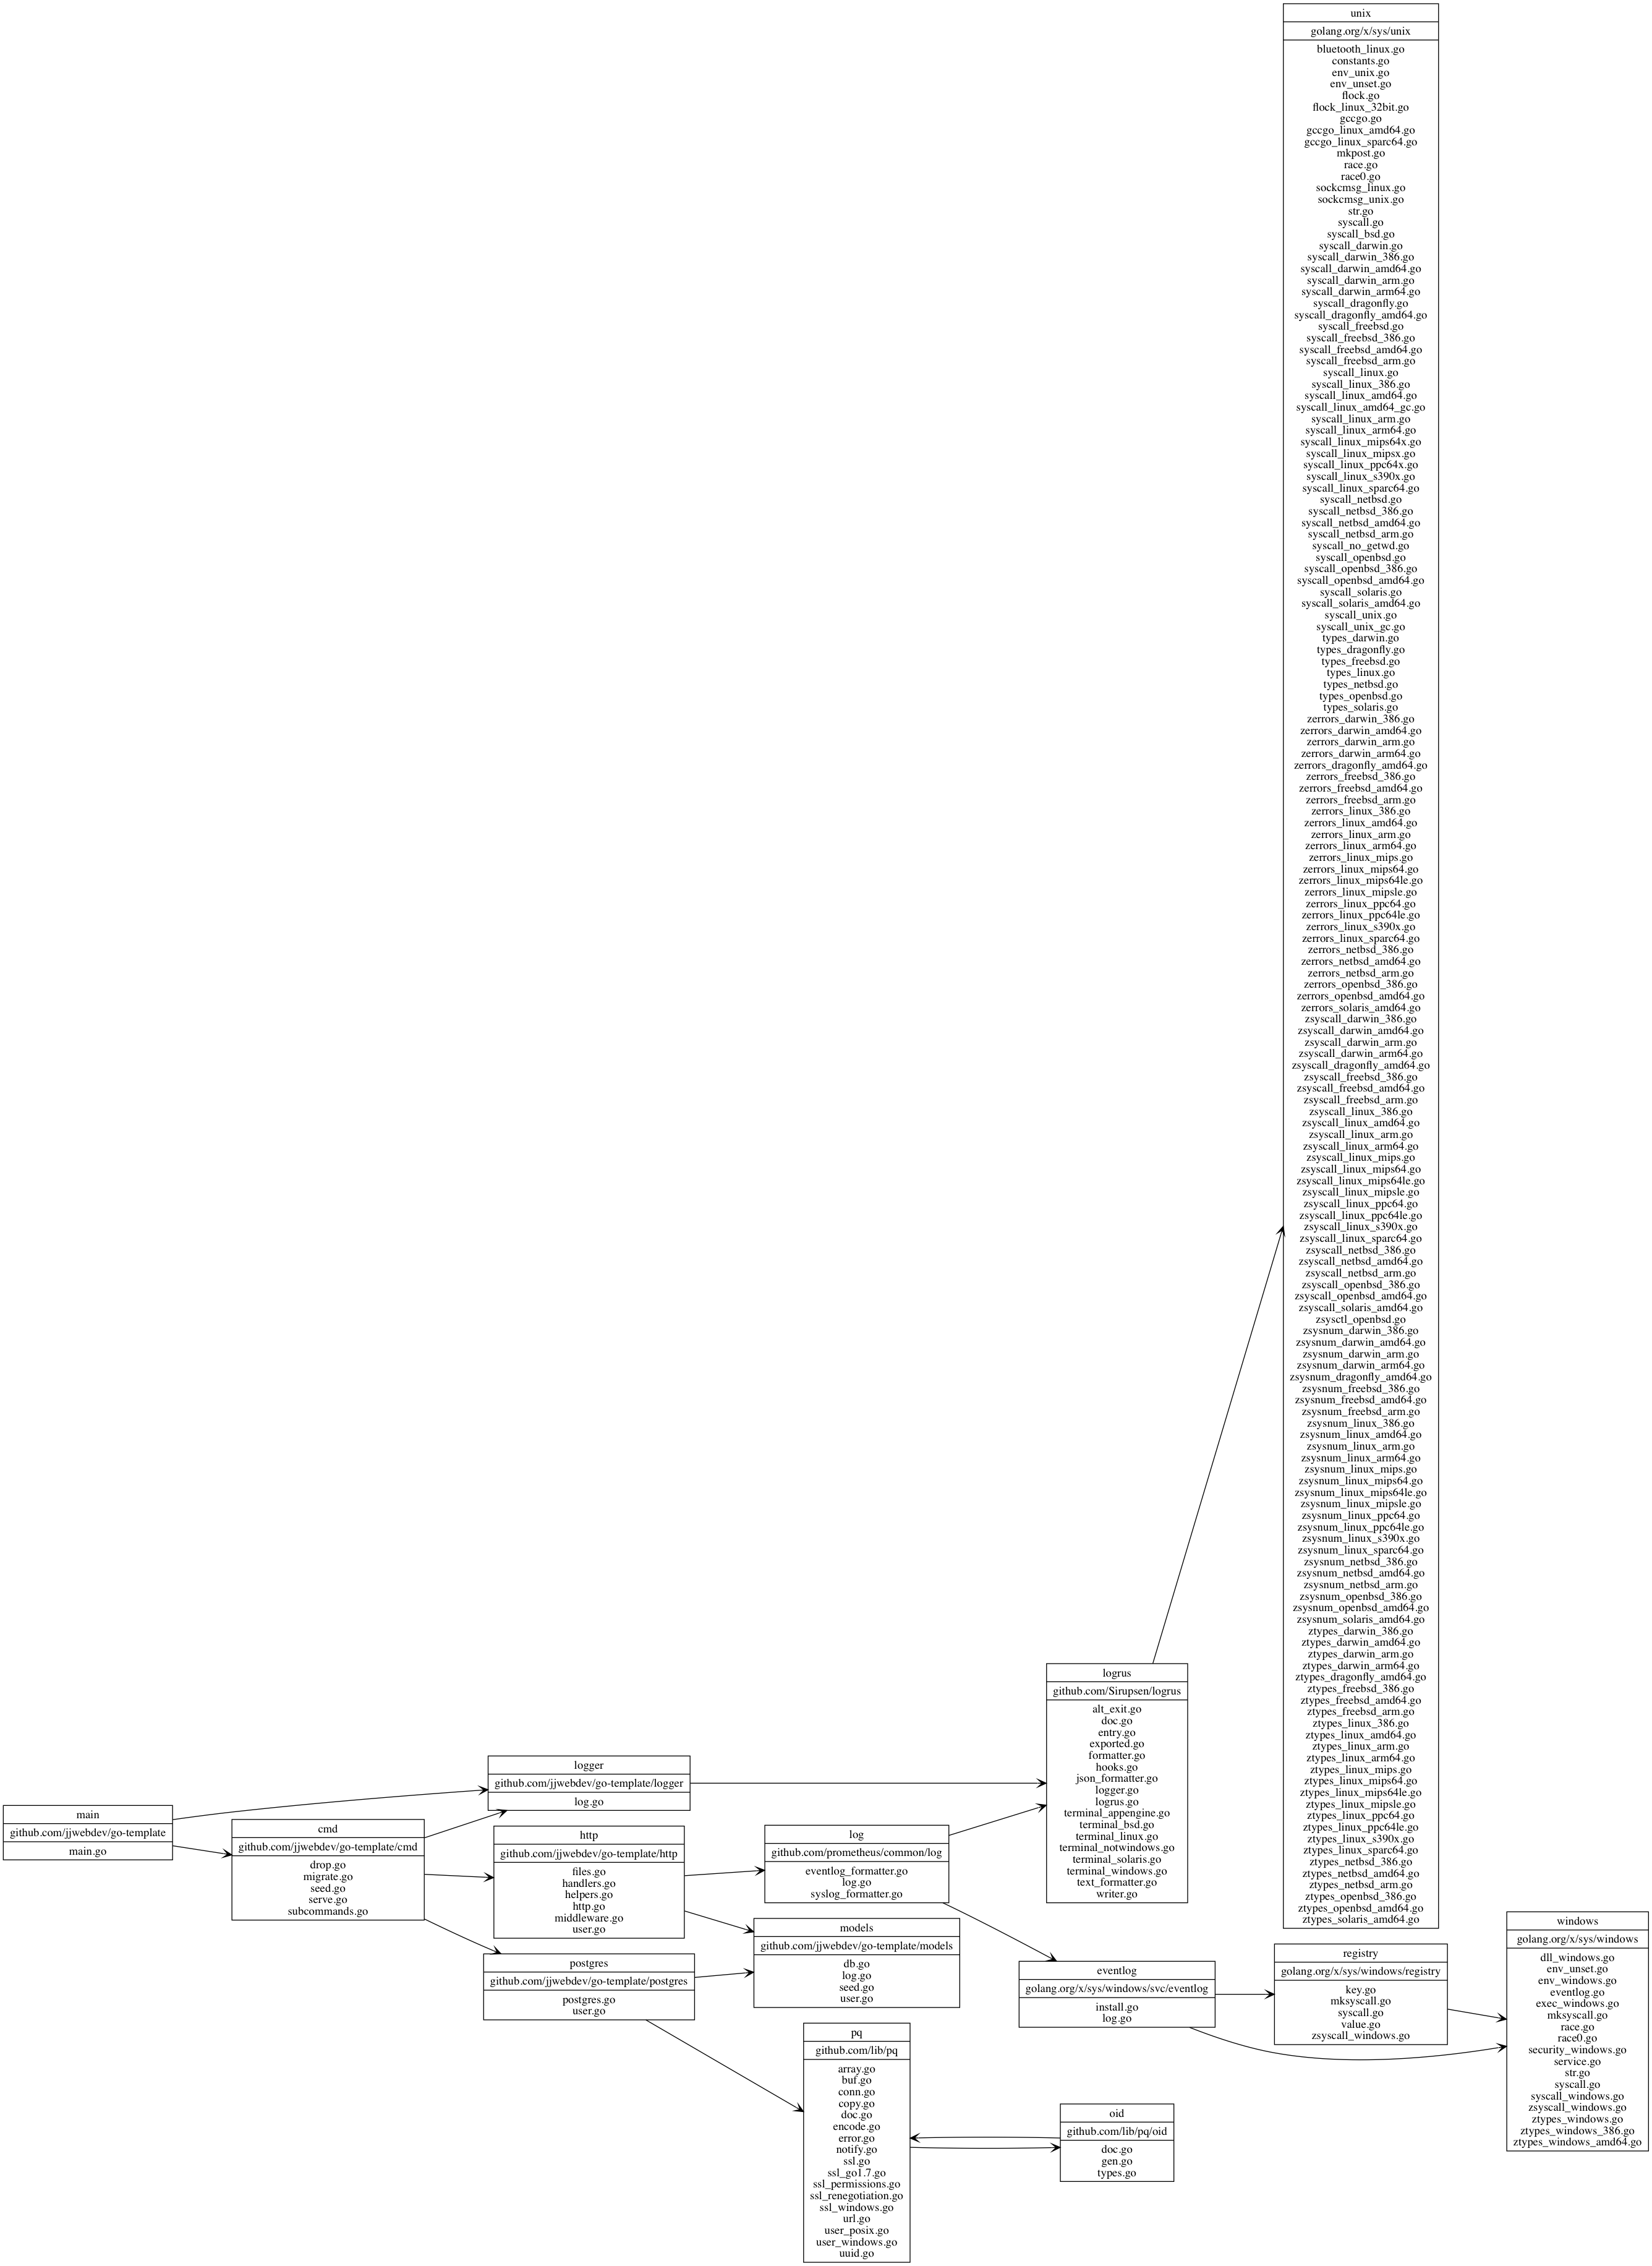 unix
golang.org/x/sys/unix
bluetooth_linux.go
constants.go
env_unix.go
env_unset.go
flock.go
flock_linux_32bit.go
gccgo.go
gccgo_linux_amd64.go
gccgo_linux_sparc64.go
mkpost.go
race.go
race0.go
sockcmsg_linux.go
sockcmsg_unix.go
str.go
syscall.go
syscall_bsd.go
syscall_darwin.go
syscall_darwin_386.go
syscall_darwin_amd64.go
syscall_darwin_arm.go
syscall_darwin_arm64.go
syscall_dragonfly.go
syscall_dragonfly_amd64.go
syscall_freebsd.go
syscall_freebsd_386.go
syscall_freebsd_amd64.go
syscall_freebsd_arm.go
syscall_linux.go
syscall_linux_386.go
syscall_linux_amd64.go
syscall_linux_amd64_gc.go
syscall_linux_arm.go
syscall_linux_arm64.go
syscall_linux_mips64x.go
syscall_linux_mipsx.go
syscall_linux_ppc64x.go
syscall_linux_s390x.go
syscall_linux_sparc64.go
syscall_netbsd.go
syscall_netbsd_386.go
syscall_netbsd_amd64.go
syscall_netbsd_arm.go
syscall_no_getwd.go
syscall_openbsd.go
syscall_openbsd_386.go
syscall_openbsd_amd64.go
syscall_solaris.go
syscall_solaris_amd64.go
syscall_unix.go
syscall_unix_gc.go
types_darwin.go
types_dragonfly.go
types_freebsd.go
types_linux.go
types_netbsd.go
types_openbsd.go
types_solaris.go
zerrors_darwin_386.go
zerrors_darwin_amd64.go
zerrors_darwin_arm.go
zerrors_darwin_arm64.go
zerrors_dragonfly_amd64.go
zerrors_freebsd_386.go
zerrors_freebsd_amd64.go
zerrors_freebsd_arm.go
zerrors_linux_386.go
zerrors_linux_amd64.go
zerrors_linux_arm.go
zerrors_linux_arm64.go
zerrors_linux_mips.go
zerrors_linux_mips64.go
zerrors_linux_mips64le.go
zerrors_linux_mipsle.go
zerrors_linux_ppc64.go
zerrors_linux_ppc64le.go
zerrors_linux_s390x.go
zerrors_linux_sparc64.go
zerrors_netbsd_386.go
zerrors_netbsd_amd64.go
zerrors_netbsd_arm.go
zerrors_openbsd_386.go
zerrors_openbsd_amd64.go
zerrors_solaris_amd64.go
zsyscall_darwin_386.go
zsyscall_darwin_amd64.go
zsyscall_darwin_arm.go
zsyscall_darwin_arm64.go
zsyscall_dragonfly_amd64.go
zsyscall_freebsd_386.go
zsyscall_freebsd_amd64.go
zsyscall_freebsd_arm.go
zsyscall_linux_386.go
zsyscall_linux_amd64.go
zsyscall_linux_arm.go
zsyscall_linux_arm64.go
zsyscall_linux_mips.go
zsyscall_linux_mips64.go
zsyscall_linux_mips64le.go
zsyscall_linux_mipsle.go
zsyscall_linux_ppc64.go
zsyscall_linux_ppc64le.go
zsyscall_linux_s390x.go
zsyscall_linux_sparc64.go
zsyscall_netbsd_386.go
zsyscall_netbsd_amd64.go
zsyscall_netbsd_arm.go
zsyscall_openbsd_386.go
zsyscall_openbsd_amd64.go
zsyscall_solaris_amd64.go
zsysctl_openbsd.go
zsysnum_darwin_386.go
zsysnum_darwin_amd64.go
zsysnum_darwin_arm.go
zsysnum_darwin_arm64.go
zsysnum_dragonfly_amd64.go
zsysnum_freebsd_386.go
zsysnum_freebsd_amd64.go
zsysnum_freebsd_arm.go
zsysnum_linux_386.go
zsysnum_linux_amd64.go
zsysnum_linux_arm.go
zsysnum_linux_arm64.go
zsysnum_linux_mips.go
zsysnum_linux_mips64.go
zsysnum_linux_mips64le.go
zsysnum_linux_mipsle.go
zsysnum_linux_ppc64.go
zsysnum_linux_ppc64le.go
zsysnum_linux_s390x.go
zsysnum_linux_sparc64.go
zsysnum_netbsd_386.go
zsysnum_netbsd_amd64.go
zsysnum_netbsd_arm.go
zsysnum_openbsd_386.go
zsysnum_openbsd_amd64.go
zsysnum_solaris_amd64.go
ztypes_darwin_386.go
ztypes_darwin_amd64.go
ztypes_darwin_arm.go
ztypes_darwin_arm64.go
ztypes_dragonfly_amd64.go
ztypes_freebsd_386.go
ztypes_freebsd_amd64.go
ztypes_freebsd_arm.go
ztypes_linux_386.go
ztypes_linux_amd64.go
ztypes_linux_arm.go
ztypes_linux_arm64.go
ztypes_linux_mips.go
ztypes_linux_mips64.go
ztypes_linux_mips64le.go
ztypes_linux_mipsle.go
ztypes_linux_ppc64.go
ztypes_linux_ppc64le.go
ztypes_linux_s390x.go
ztypes_linux_sparc64.go
ztypes_netbsd_386.go
ztypes_netbsd_amd64.go
ztypes_netbsd_arm.go
ztypes_openbsd_386.go
ztypes_openbsd_amd64.go
ztypes_solaris_amd64.go
main
github.com/jjwebdev/go-template
main.go
cmd
github.com/jjwebdev/go-template/cmd
drop.go
migrate.go
seed.go
serve.go
subcommands.go
logger
github.com/jjwebdev/go-template/logger
log.go
http
github.com/jjwebdev/go-template/http
files.go
handlers.go
helpers.go
http.go
middleware.go
user.go
postgres
github.com/jjwebdev/go-template/postgres
postgres.go
user.go
log
github.com/prometheus/common/log
eventlog_formatter.go
log.go
syslog_formatter.go
models
github.com/jjwebdev/go-template/models
db.go
log.go
seed.go
user.go
pq
github.com/lib/pq
array.go
buf.go
conn.go
copy.go
doc.go
encode.go
error.go
notify.go
ssl.go
ssl_go1.7.go
ssl_permissions.go
ssl_renegotiation.go
ssl_windows.go
url.go
user_posix.go
user_windows.go
uuid.go
logrus
github.com/Sirupsen/logrus
alt_exit.go
doc.go
entry.go
exported.go
formatter.go
hooks.go
json_formatter.go
logger.go
logrus.go
terminal_appengine.go
terminal_bsd.go
terminal_linux.go
terminal_notwindows.go
terminal_solaris.go
terminal_windows.go
text_formatter.go
writer.go
eventlog
golang.org/x/sys/windows/svc/eventlog
install.go
log.go
oid
github.com/lib/pq/oid
doc.go
gen.go
types.go
registry
golang.org/x/sys/windows/registry
key.go
mksyscall.go
syscall.go
value.go
zsyscall_windows.go
windows
golang.org/x/sys/windows
dll_windows.go
env_unset.go
env_windows.go
eventlog.go
exec_windows.go
mksyscall.go
race.go
race0.go
security_windows.go
service.go
str.go
syscall.go
syscall_windows.go
zsyscall_windows.go
ztypes_windows.go
ztypes_windows_386.go
ztypes_windows_amd64.go